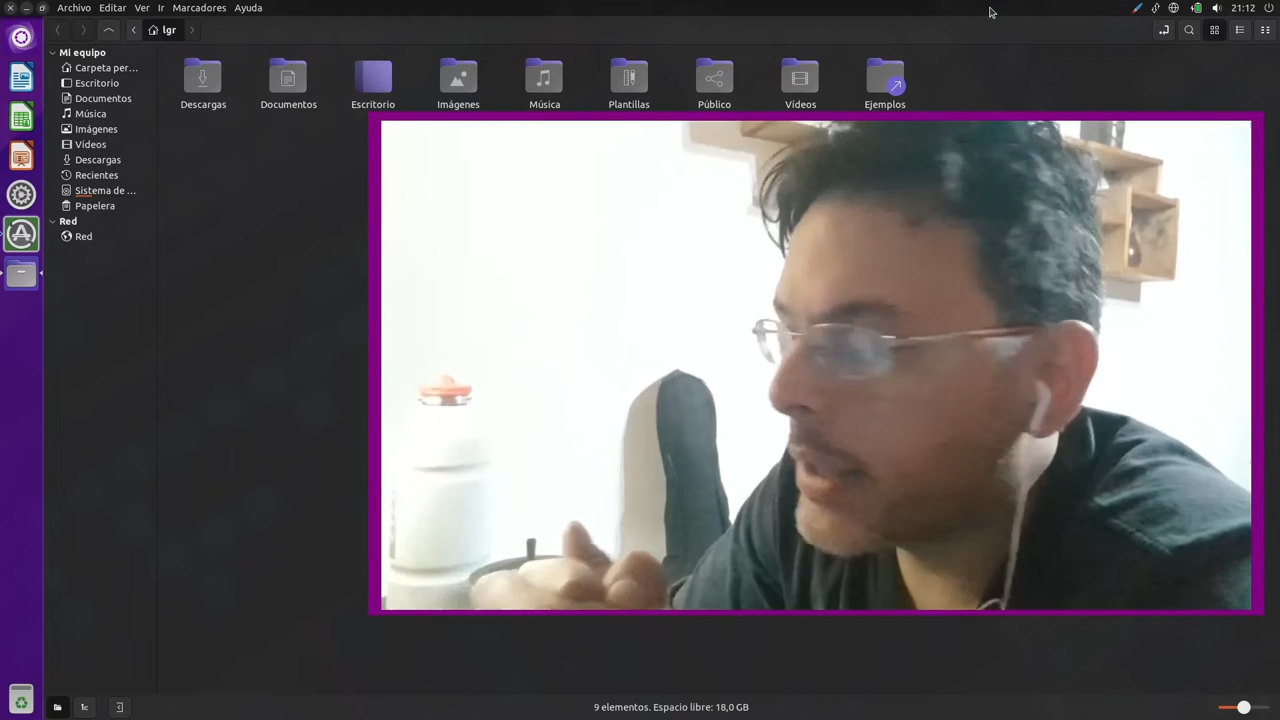 Archivo Editar Ver Ir Marcadores Ayuda
21:12
lgr
Mi equipo
Carpeta per...
Escritorio
Documentos
Música
Imágenes
Vídeos
Descargas
Recientes
Sistema de ...
Papelera
Red
Red
Descargas Documentos Escritorio Imágenes Música Plantillas Público Vídeos Ejemplos
9 elementos. Espacio libre: 18,0 GB